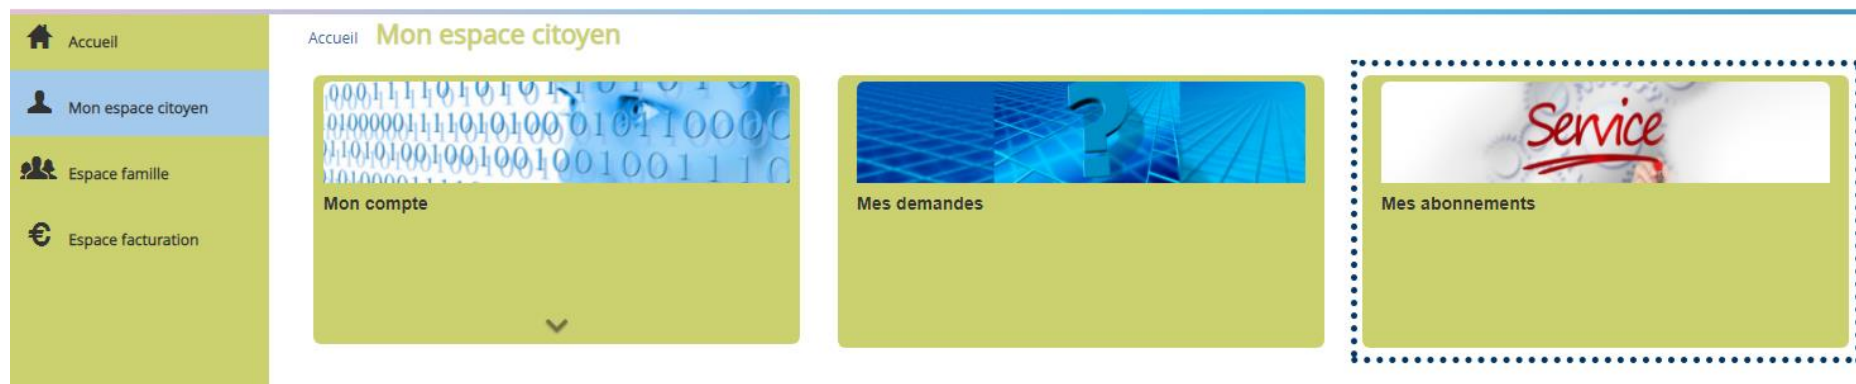 Accueil
Mon espace citoyen
Espace famille
Espace facturation
Accueil Mon espace citoyen
Mon compte
Mes demandes
Service
Mes abonnements